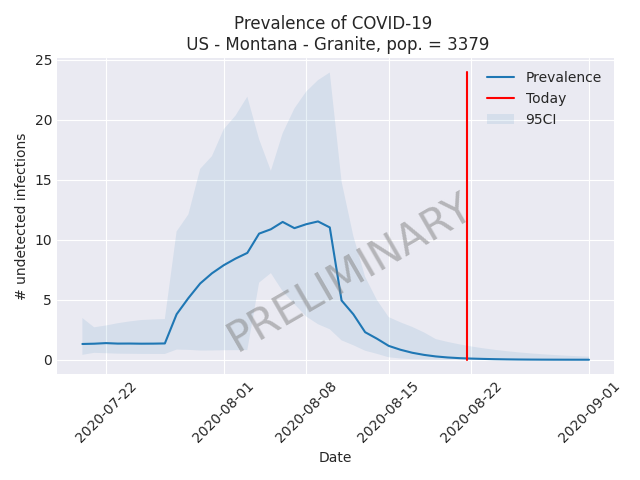 Prevalence of COVID-19
US - Montana - Granite, pop. = 3379
25
20
15
10
5
0
# undetected infections
Prevalence
Today
95CI
PRELIMINARY
2020-07-22
2020-08-01
2020-08-08
2020-08-15
2020-08-22
2020-09-01
Date